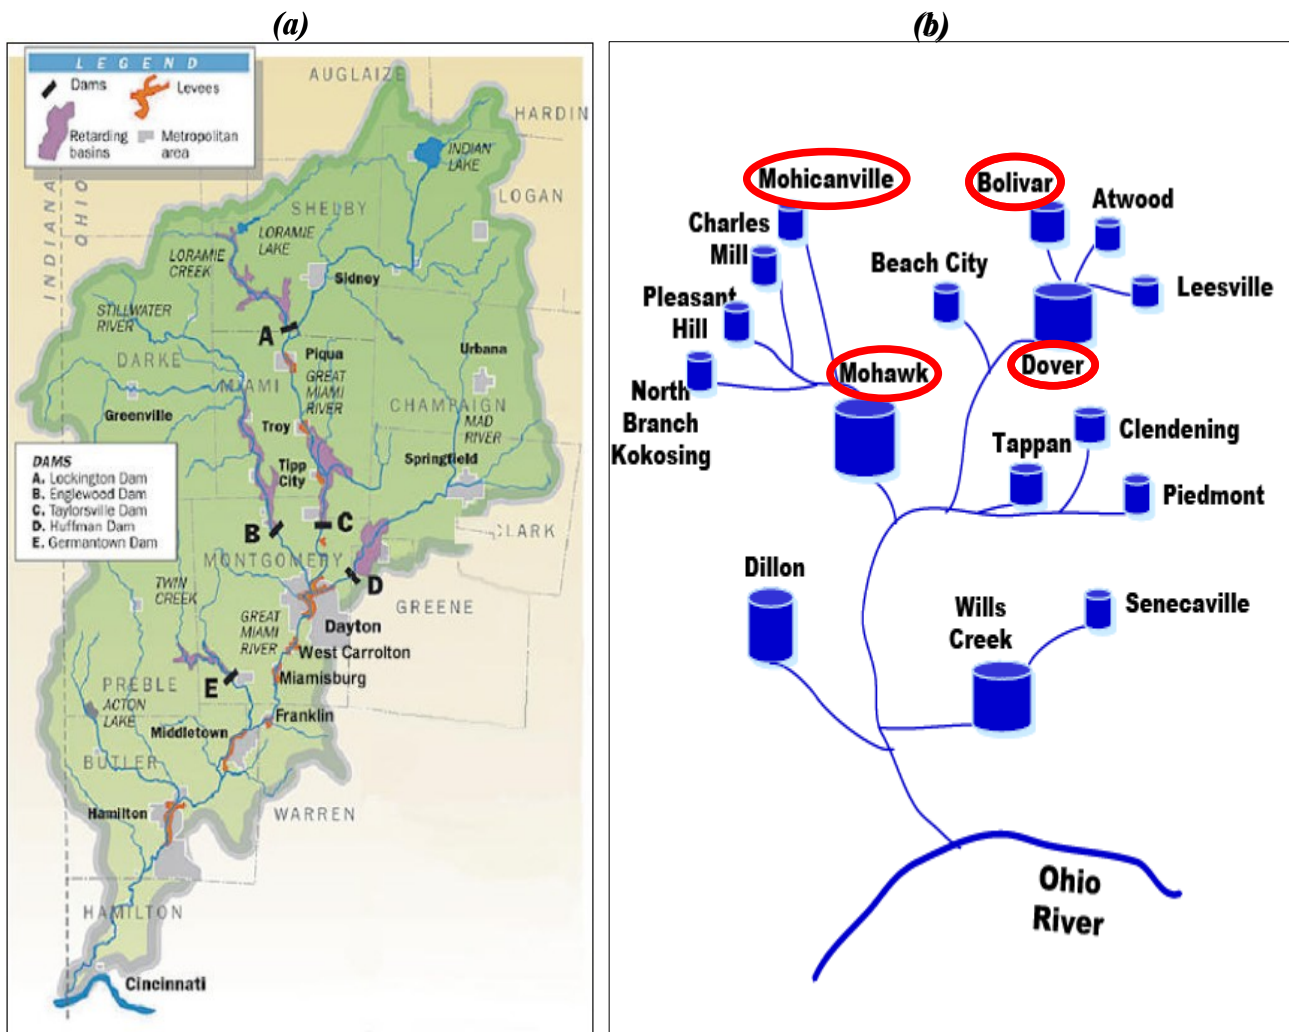 (a)
LEGEND
Dams
Levees
Retarding
basins
Metropolitan
area
AUGLAIZE
HARDIN
INDIAN
LAKE
LOGAN
INDIANA
OHIO
SHELBY
LORAMIE
LAKE
LORAMIE
CREEK
Sidney
STILLWATER
RIVER
A
DARKE
Piqua
Urbana
MIAMI
GREAT
MIAMI
RIVER
CHAMPAIGN
Greenville
MAD
RIVER
Troy
Tipp
City
Springfield
DAMS
A. Lockington Dam
B. Englewood Dam
C. Taylorsville Dam
D. Huffman Dam
E. Germantown Dam
B
C
CLARK
MONTGOMERY
D
TWIN
CREEK
GREENE
GREAT
MIAMI
RIVER
Dayton
West Carrolton
Miamisburg
E
PREBLE
ACTON
LAKE
Franklin
Middletown
BUTLER
WARREN
Hamilton
HAMILTON
Cincinnati
(b)
Mohicanville
Bolivar
Atwood
Charles
Mill
Beach City
Leesville
Pleasant
Hill
Mohawk
Dover
North
Branch
Kokosing
Clendening
Tappan
Piedmont
Dillon
Wills
Creek
Senecaville
Ohio
River